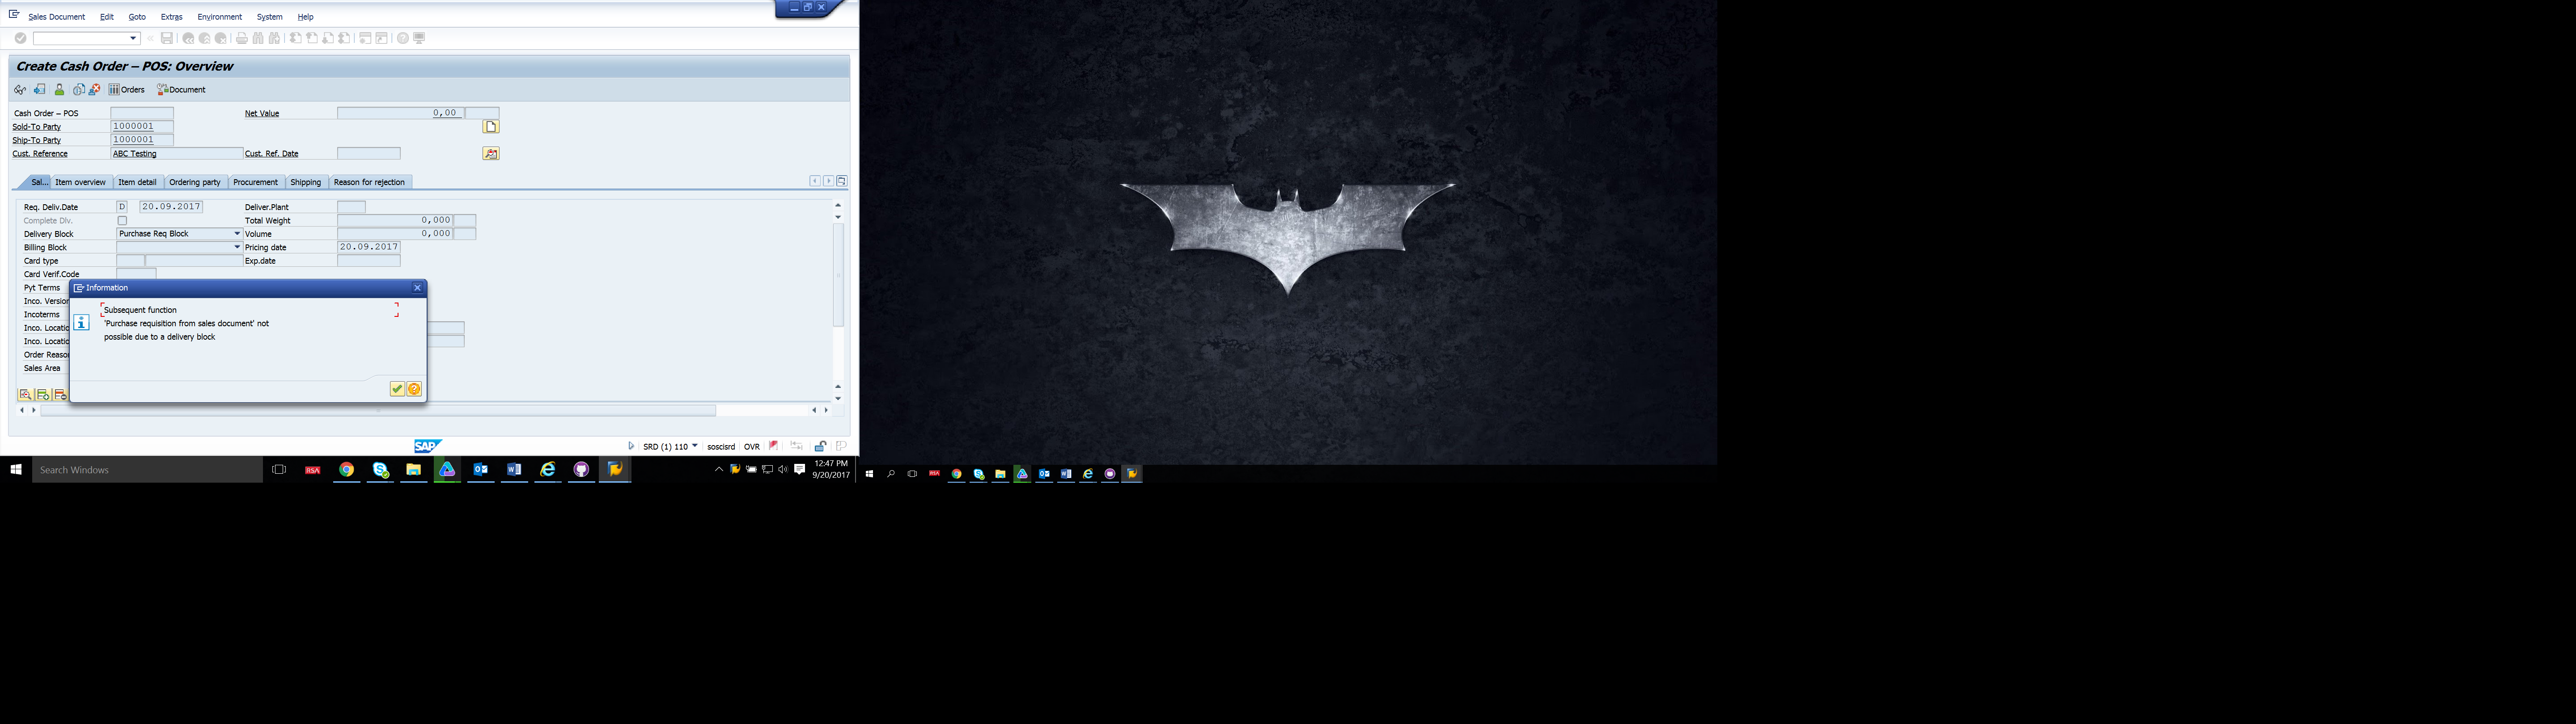 Sales Document Edit Goto Extras Environment System Help
Create Cash Order – POS: Overview
Orders Document
Cash Order – POS Net Value 0,00
Sold-To Party 1000001
Ship-To Party 1000001
Cust. Reference ABC Testing Cust. Ref. Date
Sal... Item overview Item detail Ordering party Procurement Shipping Reason for rejection
Req. Deliv.Date D 20.09.2017 Deliver.Plant
Complete Dlv. Total Weight 0,000
Delivery Block Purchase Req Block Volume 0,000
Billing Block Pricing date 20.09.2017
Card type Exp.date
Card Verif.Code
Pyt Terms
Information
Inco. Version
Subsequent function
Incoterms
'Purchase requisition from sales document' not
Inco. Locatio
possible due to a delivery block
Inco. Locatio
Order Reaso
Sales Area
SAP SRD (1) 110 soscisrd OVR
Search Windows
RSA
12:47 PM
9/20/2017
RSA